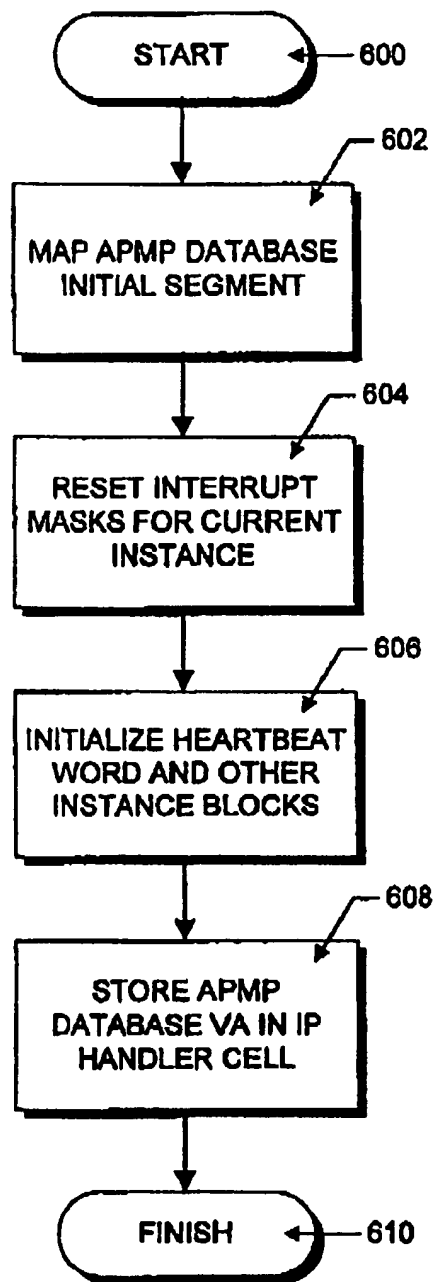 START
600
602
MAP APMP DATABASE
INITIAL SEGMENT
604
RESET INTERRUPT
MASKS FOR CURRENT
INSTANCE
606
INITIALIZE HEARTBEAT
WORD AND OTHER
INSTANCE BLOCKS
608
STORE APMP
DATABASE VA IN IP
HANDLER CELL
FINISH
610